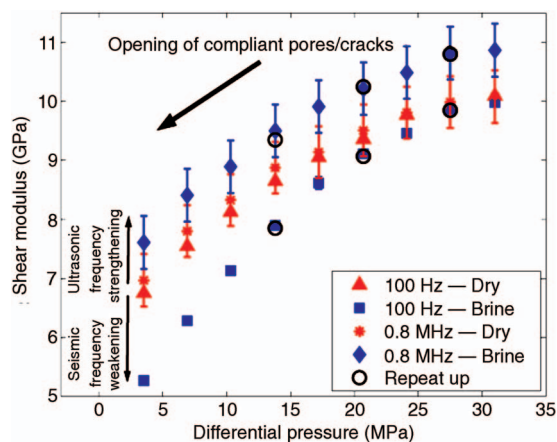 11
10
9
8
7
6
5
Shear modulus (GPa)
Opening of compliant pores/cracks
Ultrasonic
frequency
strengthening
Seismic
frequency
weakening
100 Hz — Dry
100 Hz — Brine
0.8 MHz — Dry
0.8 MHz — Brine
Repeat up
0 5 10 15 20 25 30 35
Differential pressure (MPa)